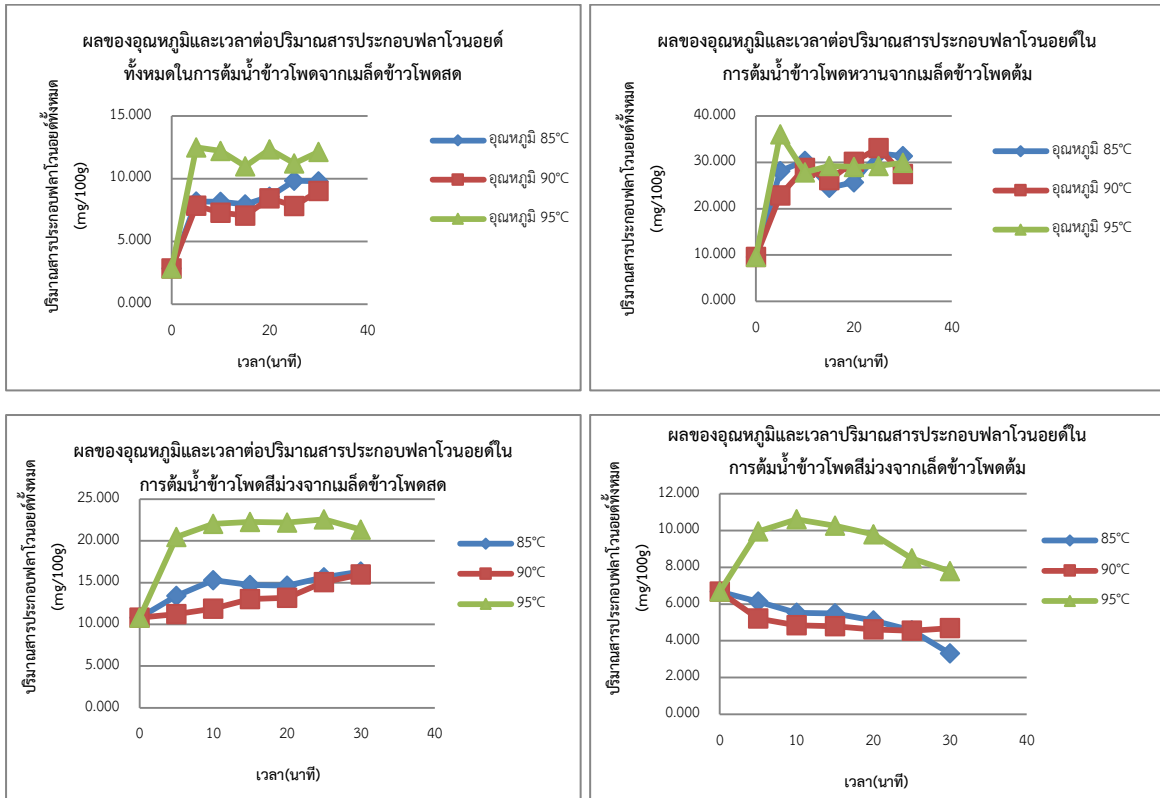 ผลของอุณหภูมิและเวลาต่อปริมาณสารประกอบฟลาโวนอยด์
ทั้งหมดในการต้มน้ำข้าวโพดจากเมล็ดข้าวโพดสด
ปริมาณสารประกอบฟลาโวนอยด์ทั้งหมด
(mg/100g)
15.000
10.000
5.000
0.000
0
20
40
เวลา(นาที)
อุณหภูมิ 85°C
อุณหภูมิ 90°C
อุณหภูมิ 95°C
ผลของอุณหภูมิและเวลาต่อปริมาณสารประกอบฟลาโวนอยด์ใน
การต้มน้ำข้าวโพดหวานจากเมล็ดข้าวโพดต้ม
ปริมาณสารประกอบฟลาโวนอยด์ทั้งหมด
(mg/100g)
40.000
30.000
20.000
10.000
0.000
0
20
40
เวลา(นาที)
อุณหภูมิ 85°C
อุณหภูมิ 90°C
อุณหภูมิ 95°C
ผลของอุณหภูมิและเวลาต่อปริมาณสารประกอบฟลาโวนอยด์ใน
การต้มน้ำข้าวโพดสีม่วงจากเมล็ดข้าวโพดสด
ปริมาณสารประกอบฟลาโวนอยด์ทั้งหมด
(mg/100g)
25.000
20.000
15.000
10.000
5.000
0.000
0
10
20
30
40
เวลา(นาที)
85°C
90°C
95°C
ผลของอุณหภูมิและเวลาปริมาณสารประกอบฟลาโวนอยด์ใน
การต้มน้ำข้าวโพดสีม่วงจากเล็ดข้าวโพดต้ม
ปริมาณสารประกอบฟลาโวนอยด์ทั้งหมด
(mg/100g)
12.000
10.000
8.000
6.000
4.000
2.000
0.000
0
10
20
30
40
เวลา(นาที)
85°C
90°C
95°C